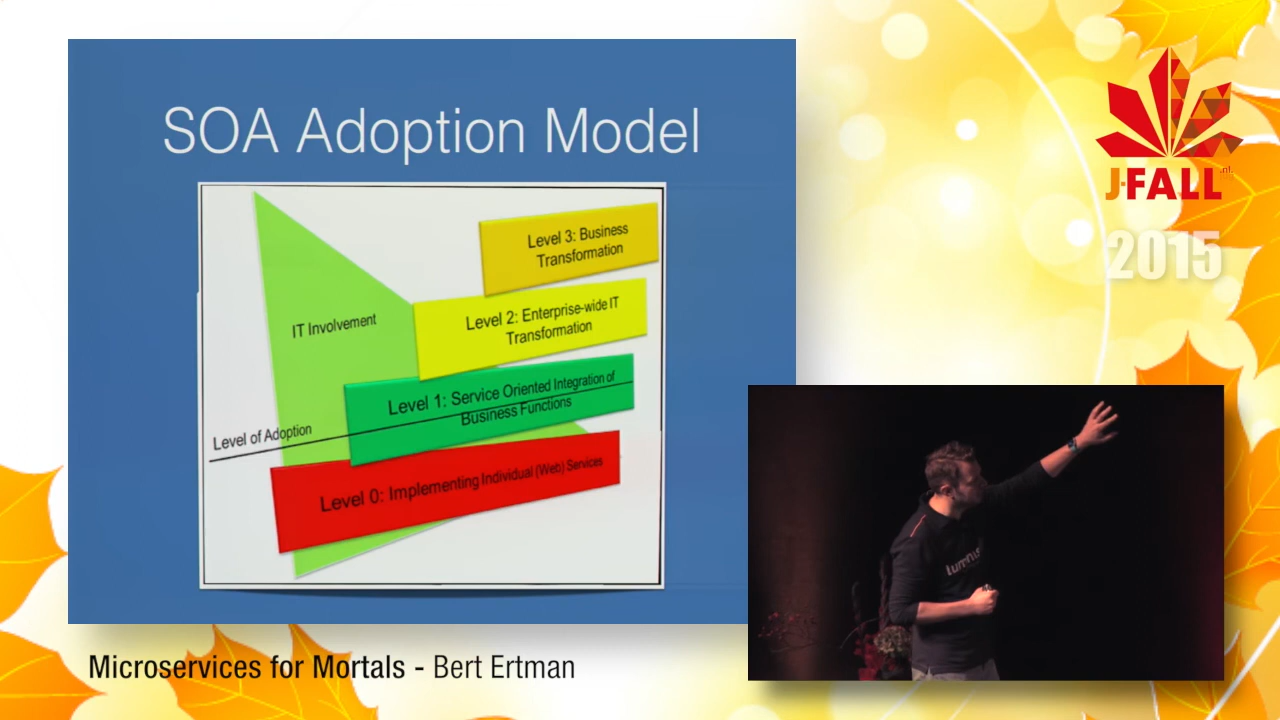 SOA Adoption Model
Level 3: Business
Transformation
IT Involvement
Level 2: Enterprise-wide IT
Transformation
Level 1: Service Oriented Integration of
Business Functions
Level of Adoption
Level 0: Implementing Individual (Web) Services
J-FALL
.nl
2015
luminis
Microservices for Mortals - Bert Ertman